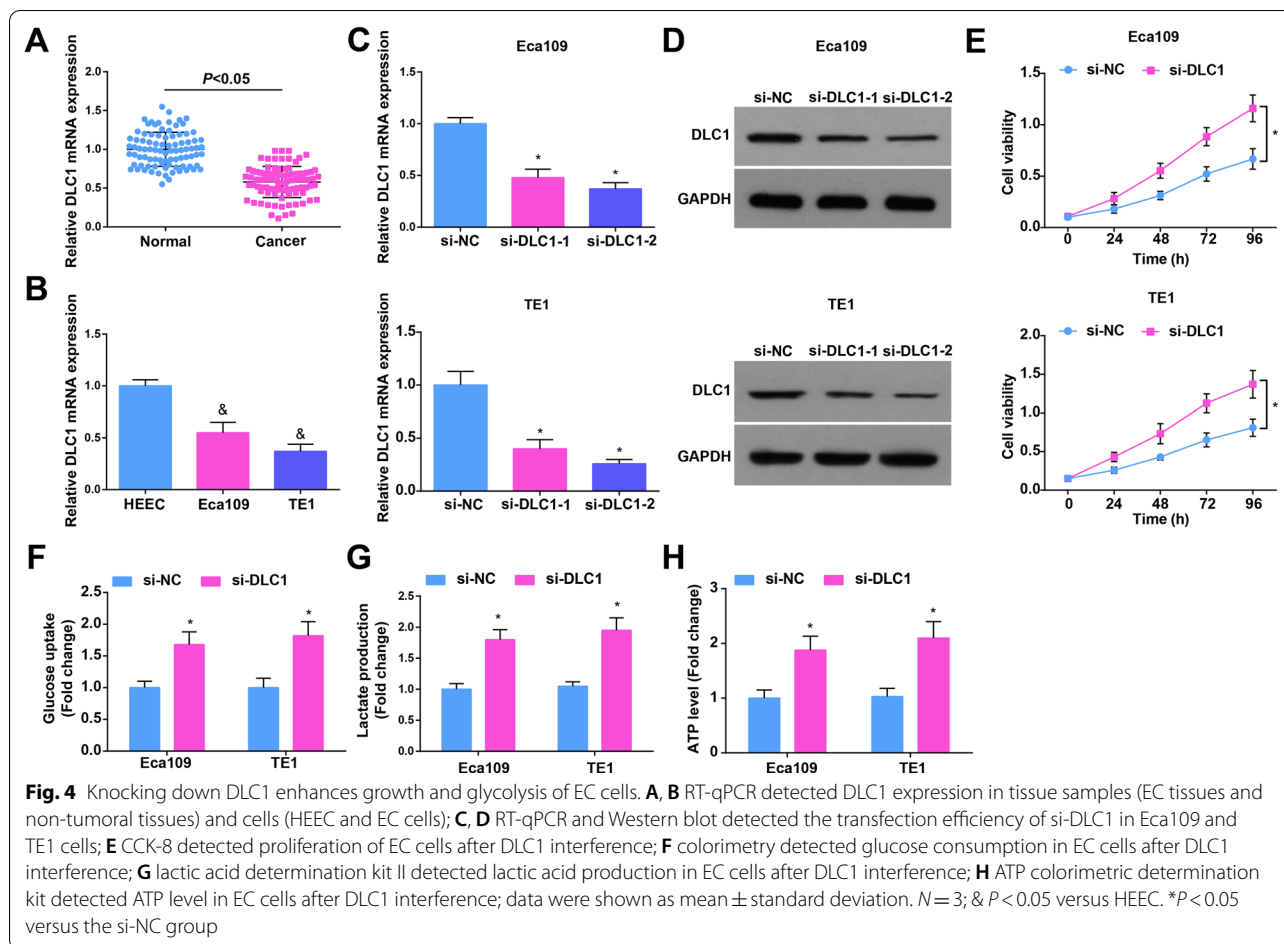 A
Relative DLC1 mRNA expression
2.0
1.5
1.0
0.5
0.0
P<0.05
Normal Cancer
B
Relative DLC1 mRNA expression
1.5
1.0
0.5
0.0
& &
HEEC Eca109 TE1
C
Eca109
Relative DLC1 mRNA expression
1.5
1.0
0.5
0.0
* *
si-NC si-DLC1-1 si-DLC1-2
TE1
Relative DLC1 mRNA expression
1.5
1.0
0.5
0.0
* *
si-NC si-DLC1-1 si-DLC1-2
D
Eca109
si-NC si-DLC1-1 si-DLC1-2
DLC1
GAPDH
TE1
si-NC si-DLC1-1 si-DLC1-2
DLC1
GAPDH
E
Eca109
si-NC si-DLC1
Cell viability
1.5
1.0
0.5
0.0
*
0 24 48 72 96
Time (h)
TE1
si-NC si-DLC1
Cell viability
2.0
1.5
1.0
0.5
0.0
*
0 24 48 72 96
Time (h)
F
si-NC si-DLC1
Glucose uptake
(Fold change)
2.5
2.0
1.5
1.0
0.5
0.0
* *
Eca109 TE1
G
si-NC si-DLC1
Lactate production
(Fold change)
2.5
2.0
1.5
1.0
0.5
0.0
* *
Eca109 TE1
H
si-NC si-DLC1
ATP level (Fold change)
3
2
1
0
* *
Eca109 TE1
Fig. 4 Knocking down DLC1 enhances growth and glycolysis of EC cells. A, B RT-qPCR detected DLC1 expression in tissue samples (EC tissues and
non-tumoral tissues) and cells (HEEC and EC cells); C, D RT-qPCR and Western blot detected the transfection efficiency of si-DLC1 in Eca109 and
TE1 cells; E CCK-8 detected proliferation of EC cells after DLC1 interference; F colorimetry detected glucose consumption in EC cells after DLC1
interference; G lactic acid determination kit II detected lactic acid production in EC cells after DLC1 interference; H ATP colorimetric determination
kit detected ATP level in EC cells after DLC1 interference; data were shown as mean ± standard deviation. N = 3; & P < 0.05 versus HEEC. *P < 0.05
versus the si-NC group